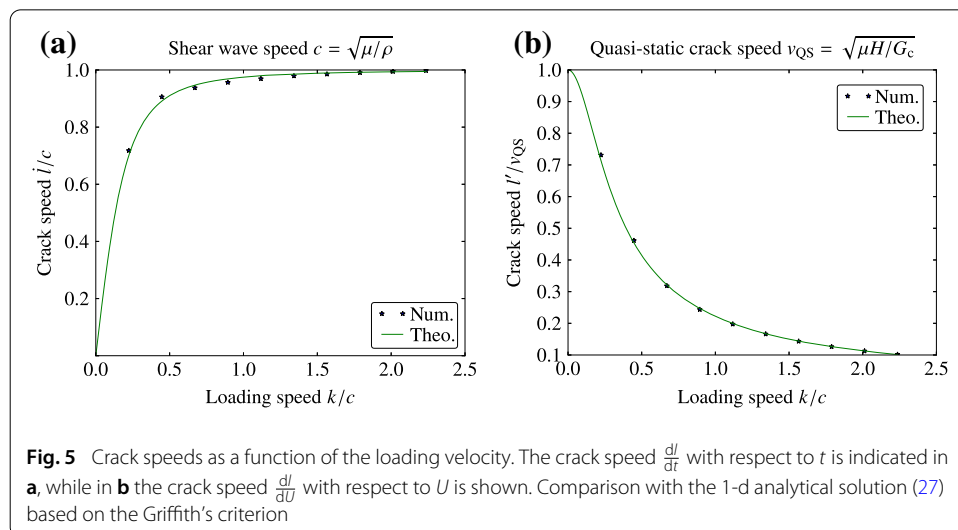 (a)
Shear wave speed c = √μ/ρ
Crack speed l̇/c
1.0
0.8
0.6
0.4
0.2
0.0 0.5 1.0 1.5 2.0 2.5
Loading speed k/c
Num.
Theo.
(b)
Quasi-static crack speed v_QS = √μH/G_c
Crack speed l′/v_QS
1.0
0.9
0.8
0.7
0.6
0.5
0.4
0.3
0.2
0.1
0.0 0.5 1.0 1.5 2.0 2.5
Loading speed k/c
Num.
Theo.
Fig. 5 Crack speeds as a function of the loading velocity. The crack speed dl/dt with respect to t is indicated in
a, while in b the crack speed dl/dU with respect to U is shown. Comparison with the 1-d analytical solution (27)
based on the Griffith's criterion